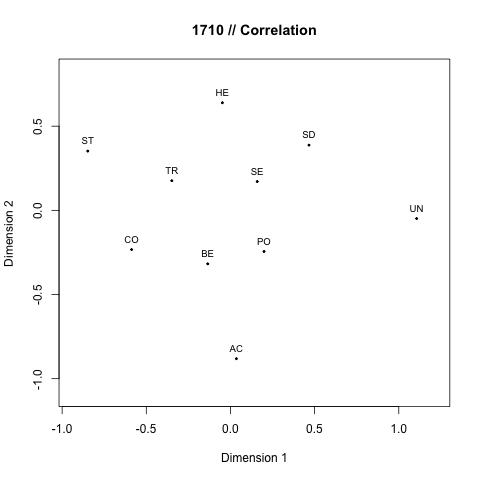 1710 // Correlation
HE
ST
SD
TR
SE
UN
CO
BE
PO
AC
0.5
0.0
-0.5
-1.0
Dimension 2
-1.0 -0.5 0.0 0.5 1.0
Dimension 1